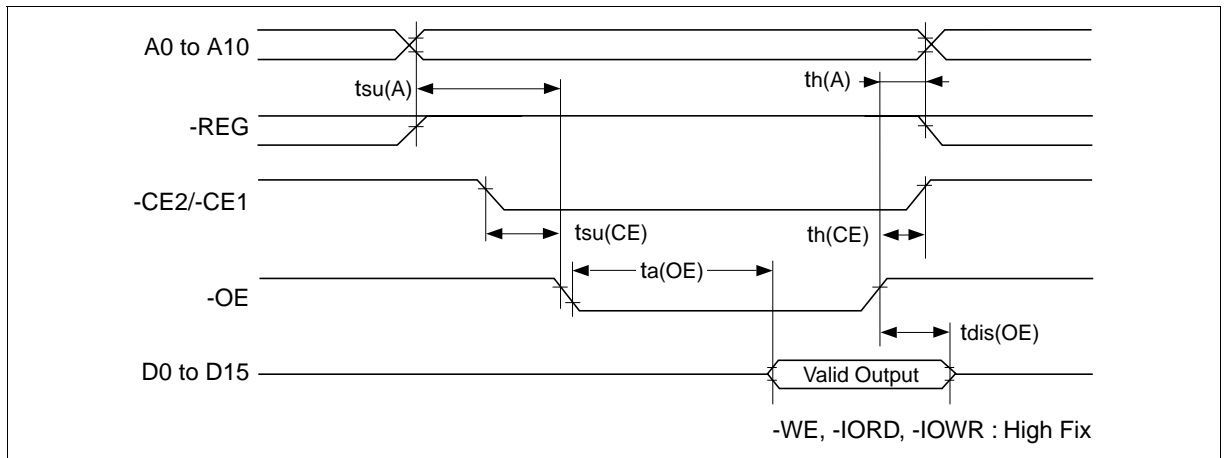 A0 to A10
tsu(A)
th(A)
-REG
-CE2/-CE1
tsu(CE)
th(CE)
ta(OE)
-OE
tdis(OE)
D0 to D15
Valid Output
-WE, -IORD, -IOWR : High Fix